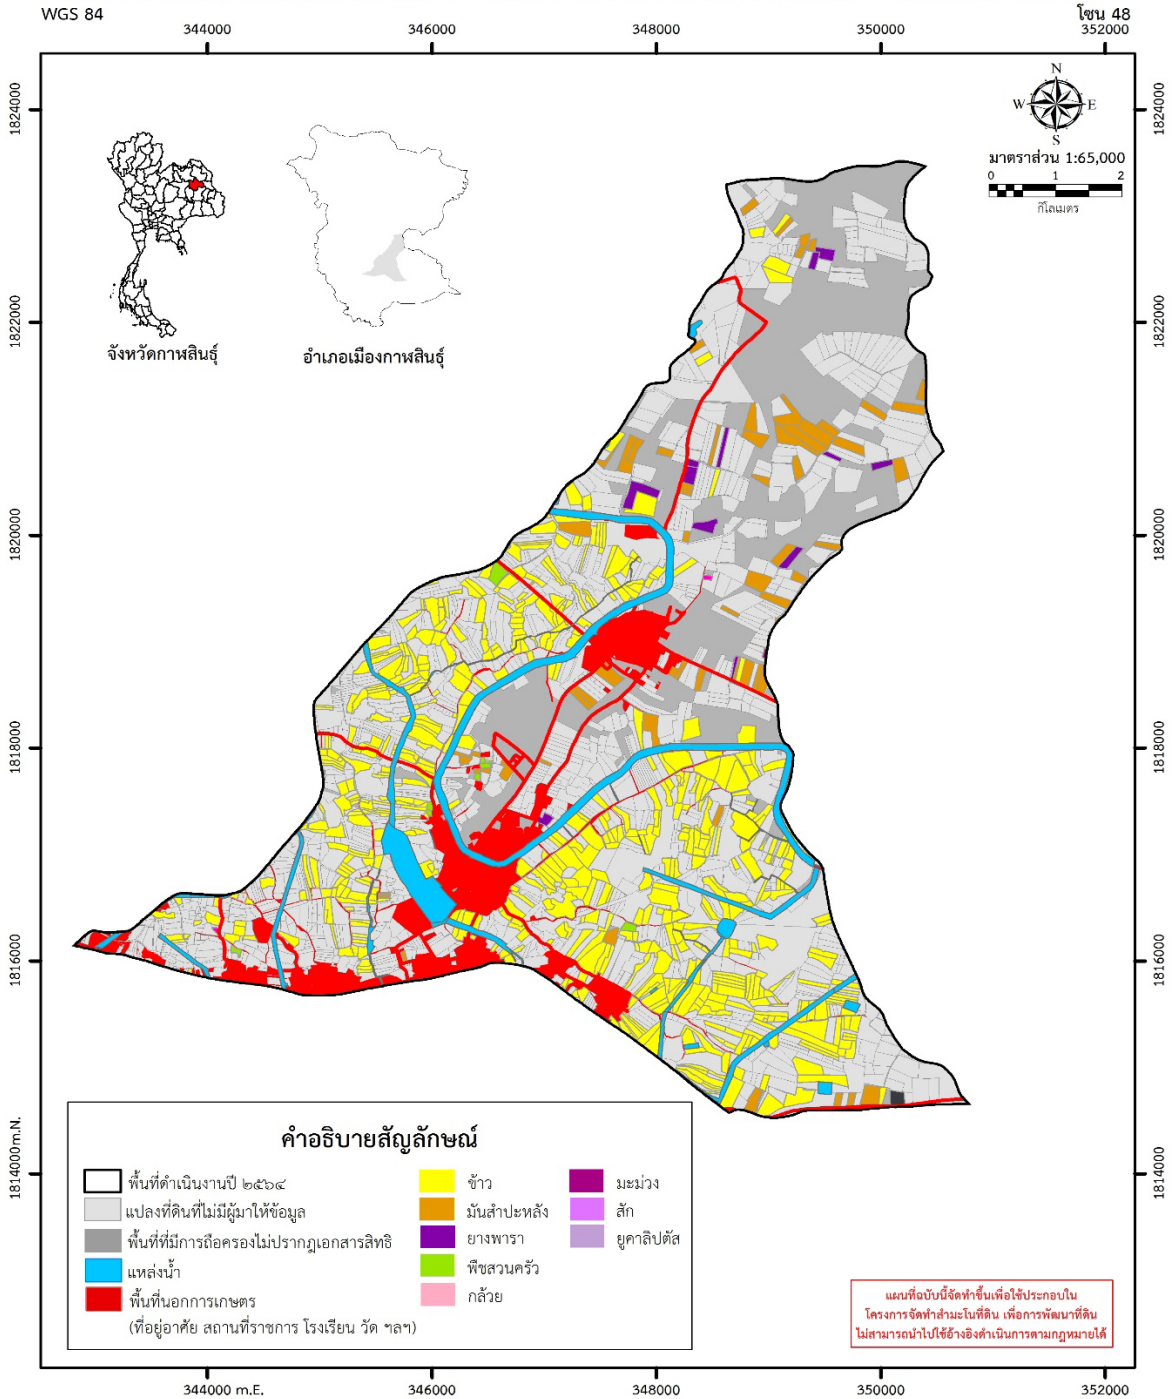 WGS 84
โซน 48
344000
346000
348000
350000
352000
1824000
1824000
N
W
E
S
มาตราส่วน 1:65,000
0
1
2
กิโลเมตร
จังหวัดกาฬสินธุ์
อำเภอเมืองกาฬสินธุ์
1822000
1822000
1820000
1820000
1818000
1818000
1816000
1816000
1814000m.N.
1814000
คำอธิบายสัญลักษณ์
พื้นที่ดำเนินงานปี ๒๕๖๔
แปลงที่ดินที่ไม่มีผู้มาให้ข้อมูล
พื้นที่ที่มีการถือครองไม่ปรากฏเอกสารสิทธิ
แหล่งน้ำ
พื้นที่นอกการเกษตร
(ที่อยู่อาศัย สถานที่ราชการ โรงเรียน วัด ฯลฯ)
ข้าว
มันสำปะหลัง
ยางพารา
พืชสวนครัว
กล้วย
มะม่วง
สัก
ยูคาลิปตัส
แผนที่ฉบับนี้จัดทำขึ้นเพื่อใช้ประกอบใน
โครงการจัดทำสำมะโนที่ดิน เพื่อการพัฒนาที่ดิน
ไม่สามารถนำไปใช้อ้างอิงดำเนินการตามกฎหมายได้
344000 m.E.
346000
348000
350000
352000